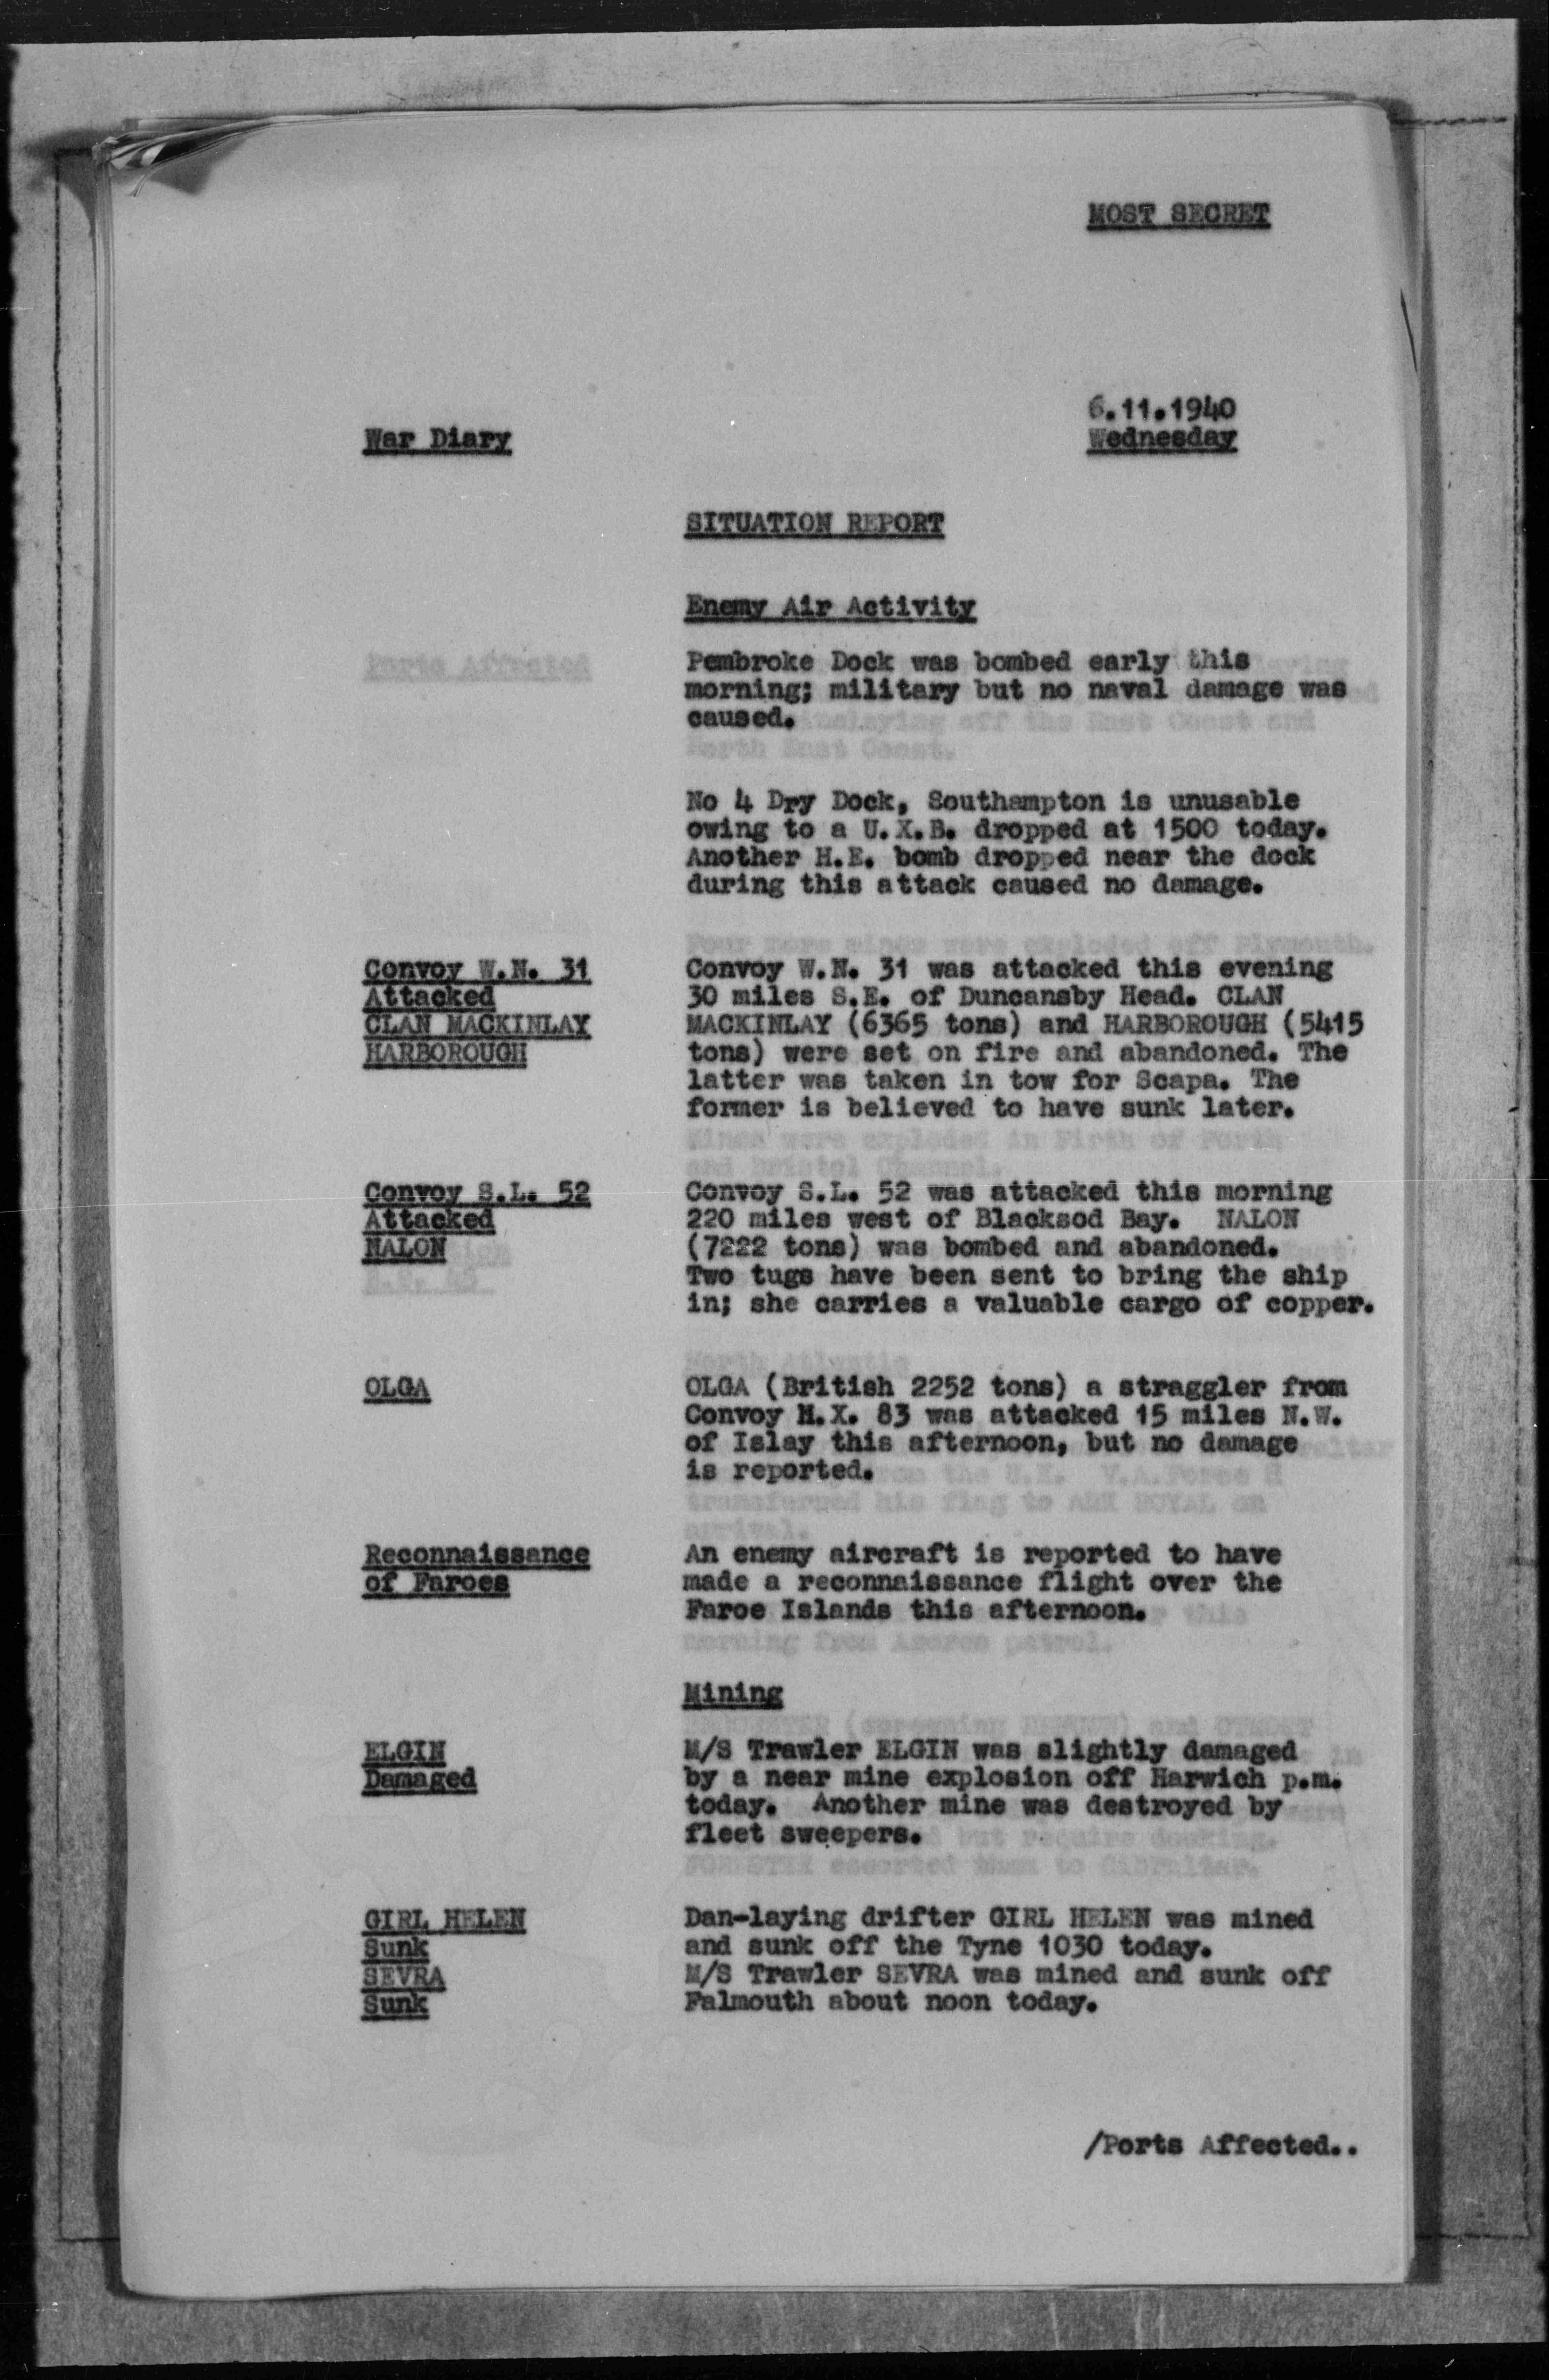 MOST SECRET
6.11.1940
War Diary
Wednesday
SITUATION REPORT
Enemy Air Activity
Pembroke Dock was bombed early this
morning; military but no naval damage was
caused.
No 4 Dry Dock, Southampton is unusable
owing to a U.X.B. dropped at 1500 today.
Another H.E. bomb dropped near the dock
during this attack caused no damage.
Convoy W.N. 31
Attacked
CLAN MACKINLAY
HARBOROUGH
Convoy W.N. 31 was attacked this evening
30 miles S.E. of Duncansby Head. CLAN
MACKINLAY (6365 tons) and HARBOROUGH (5415
tons) were set on fire and abandoned. The
latter was taken in tow for Scapa. The
former is believed to have sunk later.
Convoy S.L. 52
Attacked
NALON
Convoy S.L. 52 was attacked this morning
220 miles west of Blacksod Bay. NALON
(7222 tons) was bombed and abandoned.
Two tugs have been sent to bring the ship
in; she carries a valuable cargo of copper.
OLGA
OLGA (British 2252 tons) a straggler from
Convoy H.X. 83 was attacked 15 miles N.W.
of Islay this afternoon, but no damage
is reported.
Reconnaissance
of Faroes
An enemy aircraft is reported to have
made a reconnaissance flight over the
Faroe Islands this afternoon.
Mining
ELGIN
Damaged
M/S Trawler ELGIN was slightly damaged
by a near mine explosion off Harwich p.m.
today. Another mine was destroyed by
fleet sweepers.
GIRL HELEN
Sunk
SEVRA
Sunk
Dan-laying drifter GIRL HELEN was mined
and sunk off the Tyne 1030 today.
M/S Trawler SEVRA was mined and sunk off
Falmouth about noon today.
/Ports Affected..